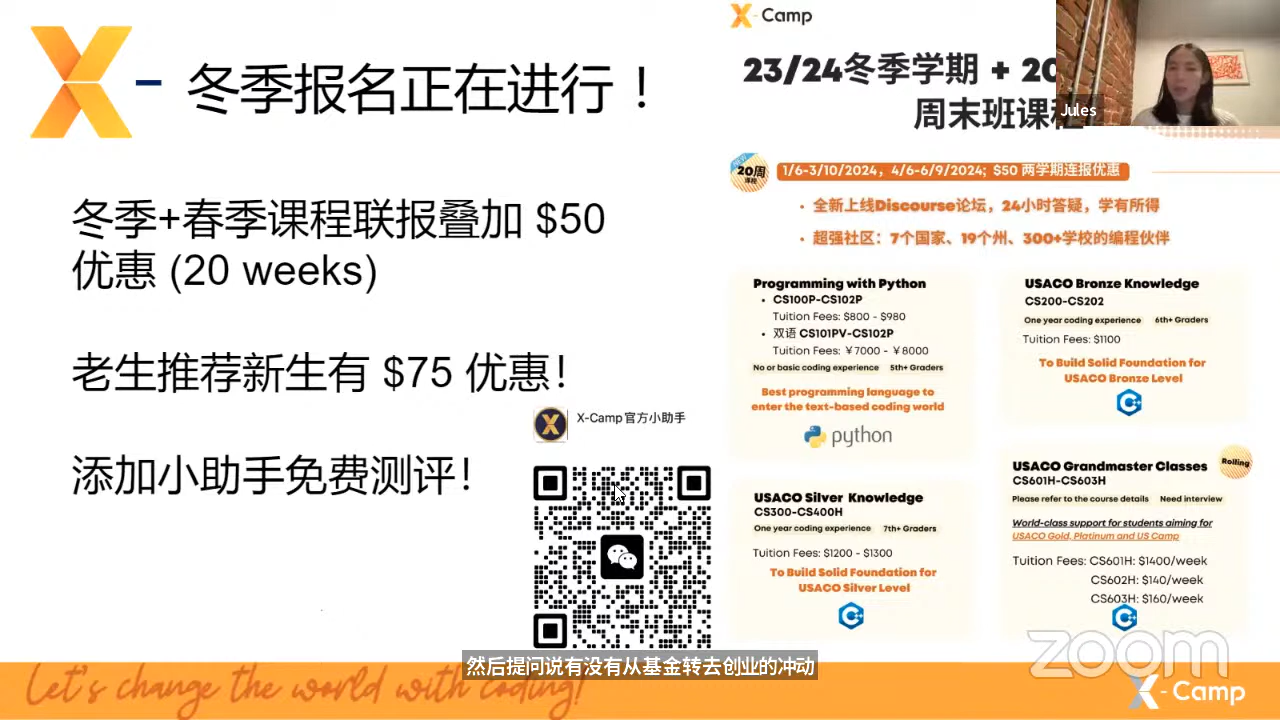 X-冬季报名正在进行！
冬季+春季课程联报叠加 $50
优惠 (20 weeks)
老生推荐新生有 $75 优惠！
添加小助手免费测评！
X-Camp官方小助手
X-Camp
23/24冬季学期 + 20
周末班课程
Jules
NEW
20周
课程
1/6-3/10/2024，4/6-6/9/2024; $50 两学期连报优惠
• 全新上线Discourse论坛，24小时答疑，学有所得
• 超强社区：7个国家、19个州、300+学校的编程伙伴
Programming with Python
• CS100P-CS102P
Tuition Fees: $800 - $980
• 双语 CS101PV-CS102P
Tuition Fees: ￥7000 - ￥8000
No or basic coding experience 5th+ Graders
Best programming language to
enter the text-based coding world
python
USACO Bronze Knowledge
CS200-CS202
One year coding experience 6th+ Graders
Tuition Fees: $1100
To Build Solid Foundation for
USACO Bronze Level
C++
USACO Silver Knowledge
CS300-CS400H
One year coding experience 7th+ Graders
Tuition Fees: $1200 - $1300
To Build Solid Foundation for
USACO Silver Level
C++
USACO Grandmaster Classes
Rolling
CS601H-CS603H
Please refer to the course details Need interview
World-class support for students aiming for
USACO Gold, Platinum and US Camp
Tuition Fees: CS601H: $1400/week
CS602H: $140/week
CS603H: $160/week
C++
zoom
然后提问说有没有从基金转去创业的冲动
Let's change the world with coding!
X-Camp